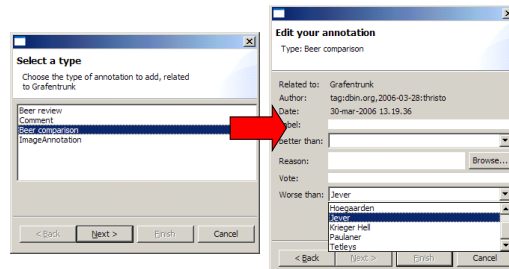 Select a type
Choose the type of annotation to add, related
to Grafentrunk
Beer review
Comment
Beer comparison
ImageAnnotation
< Back
Next >
Finish
Cancel
Edit your annotation
Type: Beer comparison
Related to: Grafentrunk
Author: tag:dbin.org,2006-03-28:thristo
Date: 30-mar-2006 13.19.36
better than:
Reason: Browse...
Vote:
Worse than: Jever
Hoegaarden
Jever
Krieger Hell
Paulaner
Tetleys
< Back
Next >
Finish
Cancel